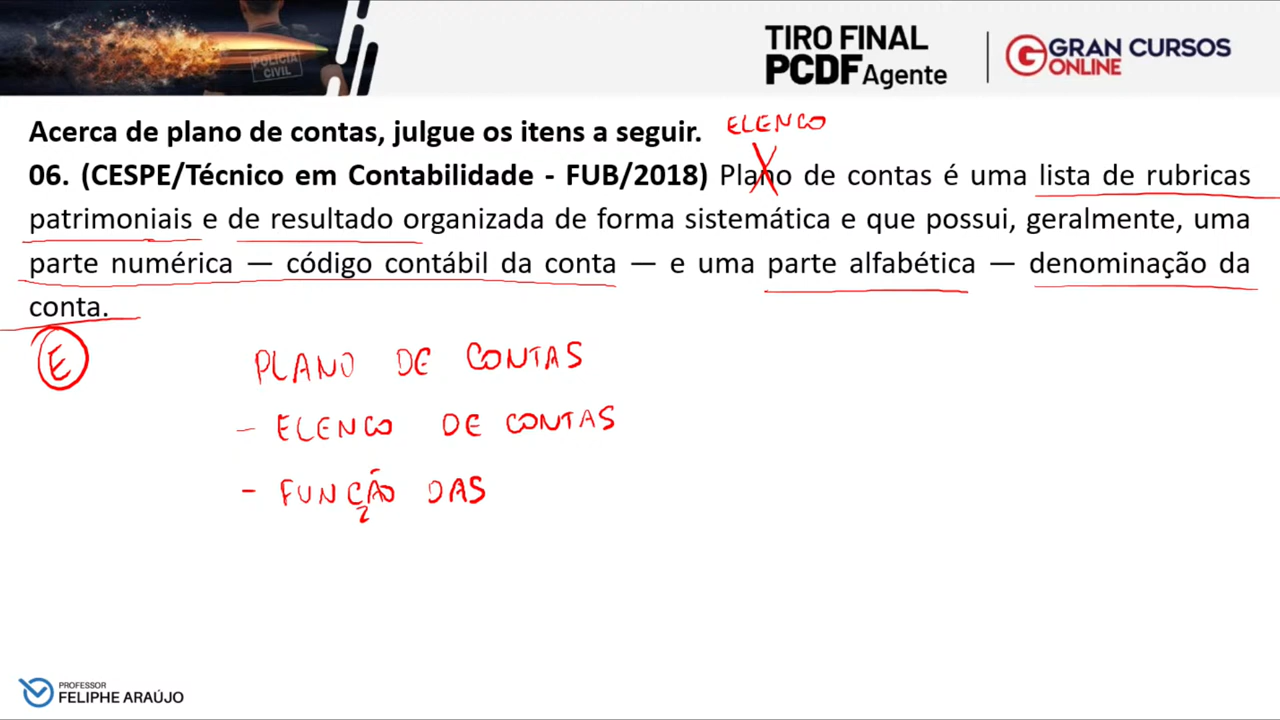 POLÍCIA
CIVIL
TIRO FINAL
PCDF Agente
GRAN CURSOS
ONLINE
Acerca de plano de contas, julgue os itens a seguir.
ELENCO
06. (CESPE/Técnico em Contabilidade - FUB/2018) Plano de contas é uma lista de rubricas
patrimoniais e de resultado organizada de forma sistemática e que possui, geralmente, uma
parte numérica — código contábil da conta — e uma parte alfabética — denominação da
conta.
E
PLANO DE CONTAS
- ELENCO DE CONTAS
- FUNÇÃO DAS
PROFESSOR
FELIPHE ARAÚJO